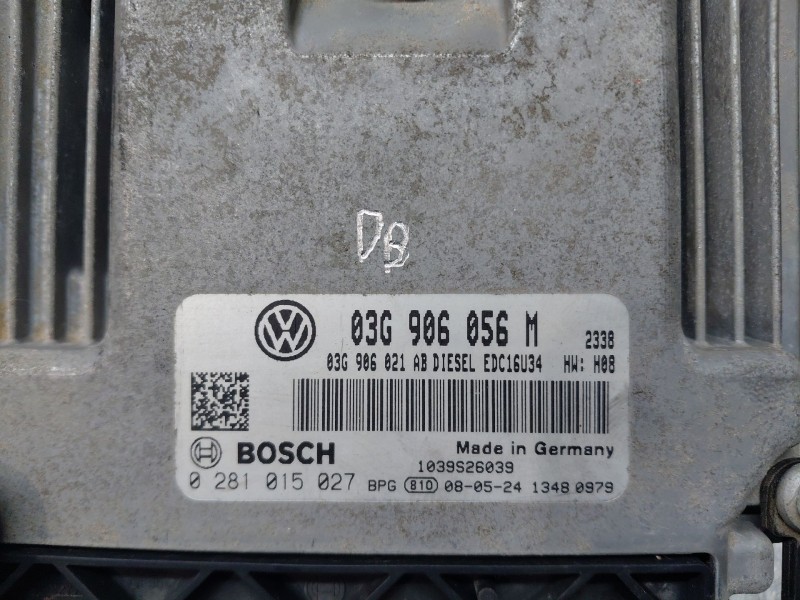 DB
VW
03G 906 056 M 2338
03G 906 021 AB DIESEL EDC16U34 HW: H08
BOSCH Made in Germany
1039S26039
0 281 015 027 BPG 810 08-05-24 1348 0979